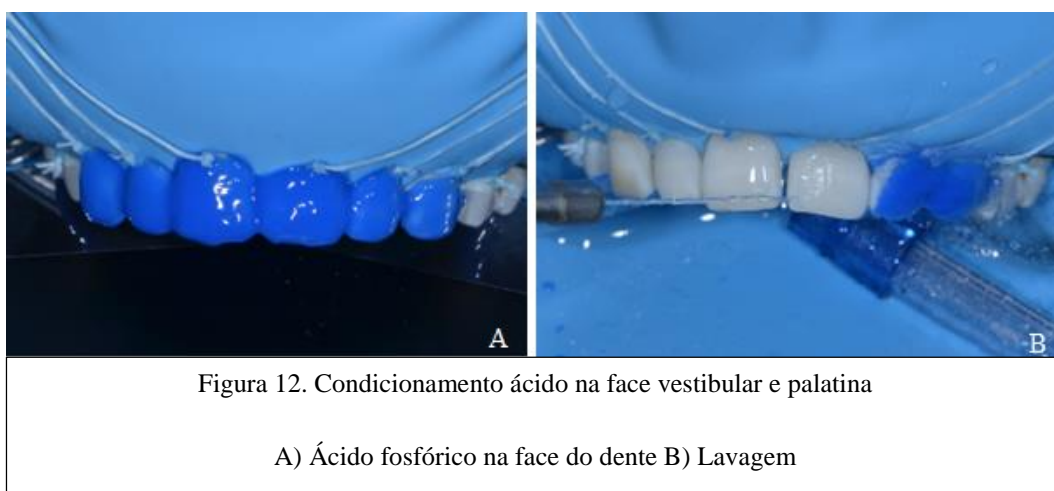 A
B
Figura 12. Condicionamento ácido na face vestibular e palatina
A) Ácido fosfórico na face do dente B) Lavagem